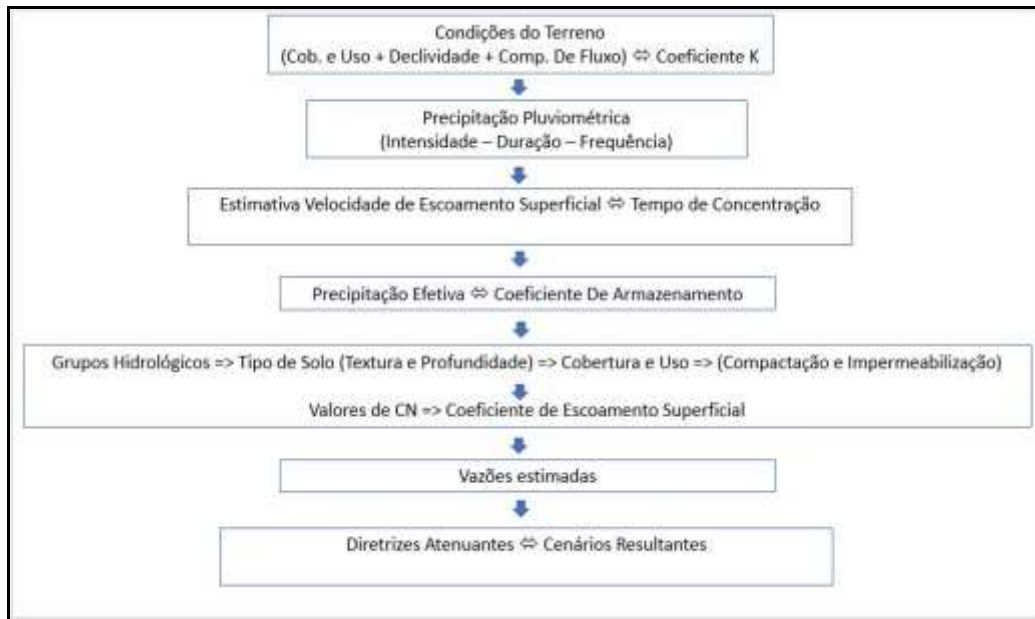 Condições do Terreno
(Cob. e Uso + Declividade + Comp. De Fluxo) ⇔ Coeficiente K
Precipitação Pluviométrica
(Intensidade – Duração – Frequência)
Estimativa Velocidade de Escoamento Superficial ⇔ Tempo de Concentração
Precipitação Efetiva ⇔ Coeficiente De Armazenamento
Grupos Hidrológicos => Tipo de Solo (Textura e Profundidade) => Cobertura e Uso => (Compactação e Impermeabilização)
Valores de CN => Coeficiente de Escoamento Superficial
Vazões estimadas
Diretrizes Atenuantes ⇔ Cenários Resultantes